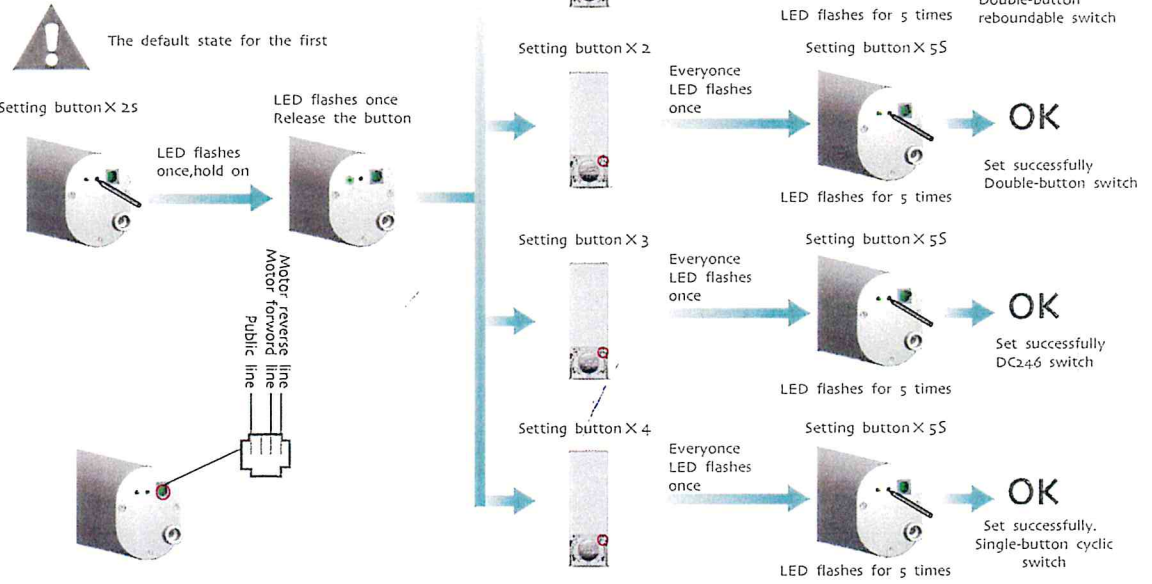 Double-button
reboundable switch
LED flashes for 5 times
The default state for the first
Setting button X 2s
LED flashes
once,hold on
LED flashes once
Release the button
Setting button X 2
Everyonce
LED flashes
once
Setting button X 5S
OK
Set successfully
Double-button switch
LED flashes for 5 times
Setting button X 3
Everyonce
LED flashes
once
Setting button X 5S
OK
Set successfully
DC246 switch
LED flashes for 5 times
Motor reverse line
Motor forword line
Public line
Setting button X 4
Everyonce
LED flashes
once
Setting button X 5S
OK
Set successfully.
Single-button cyclic
switch
LED flashes for 5 times